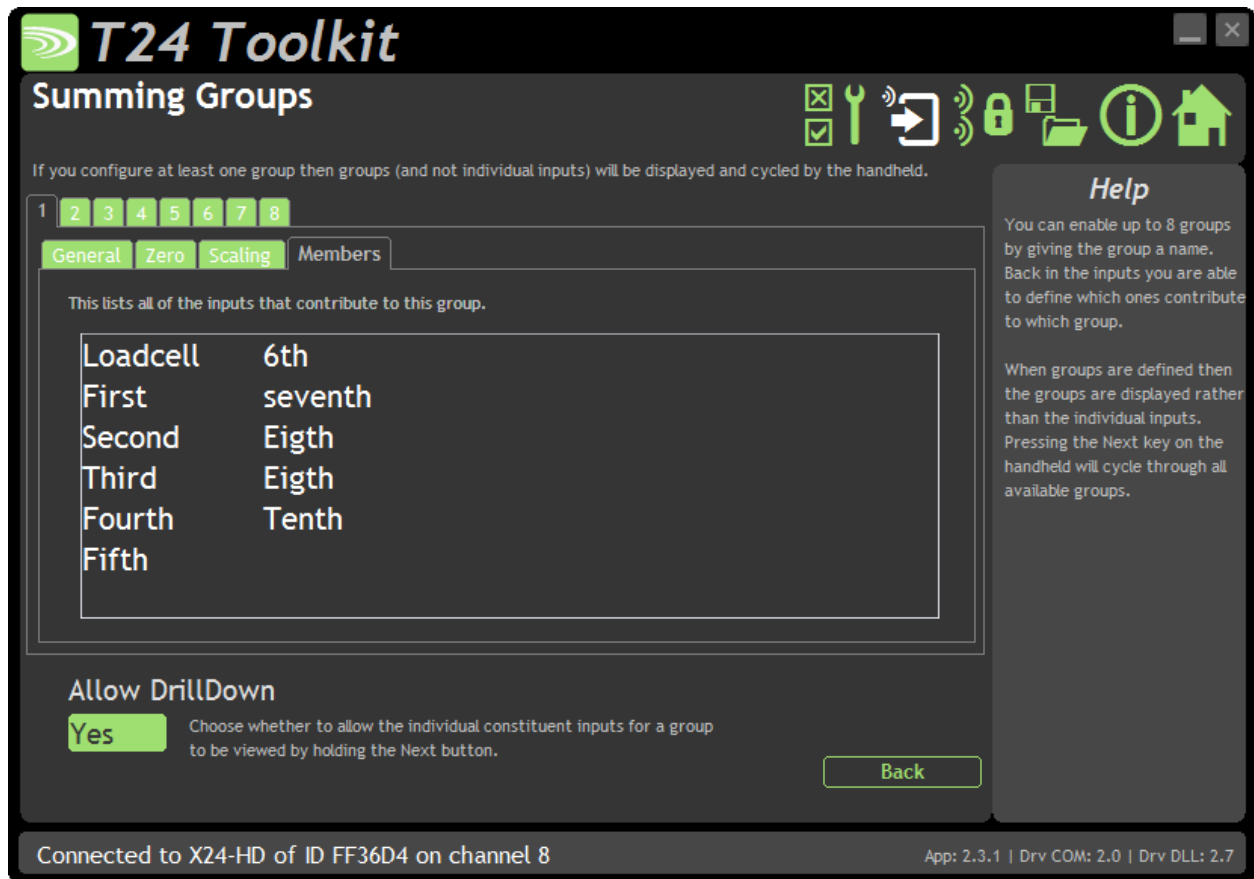 T24 Toolkit
Summing Groups
If you configure at least one group then groups (and not individual inputs) will be displayed and cycled by the handheld.
1 2 3 4 5 6 7 8
General Zero Scaling Members
This lists all of the inputs that contribute to this group.
Loadcell 6th
First seventh
Second Eigth
Third Eigth
Fourth Tenth
Fifth
Allow DrillDown
Yes
Choose whether to allow the individual constituent inputs for a group
to be viewed by holding the Next button.
Back
Help
You can enable up to 8 groups
by giving the group a name.
Back in the inputs you are able
to define which ones contribute
to which group.
When groups are defined then
the groups are displayed rather
than the individual inputs.
Pressing the Next key on the
handheld will cycle through all
available groups.
Connected to X24-HD of ID FF36D4 on channel 8
App: 2.3.1 | Drv COM: 2.0 | Drv DLL: 2.7